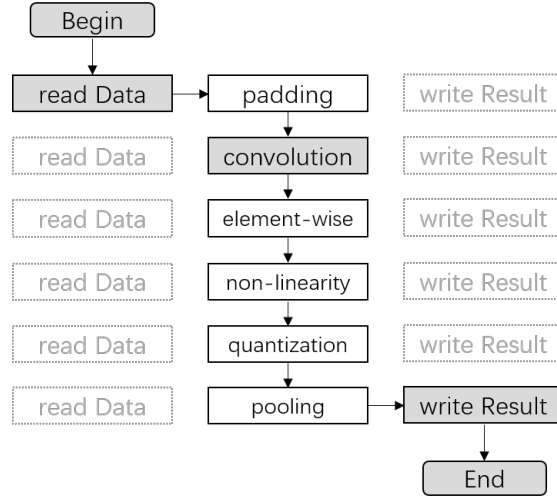 Begin
read Data
padding
write Result
read Data
convolution
write Result
read Data
element-wise
write Result
read Data
non-linearity
write Result
read Data
quantization
write Result
read Data
pooling
write Result
End